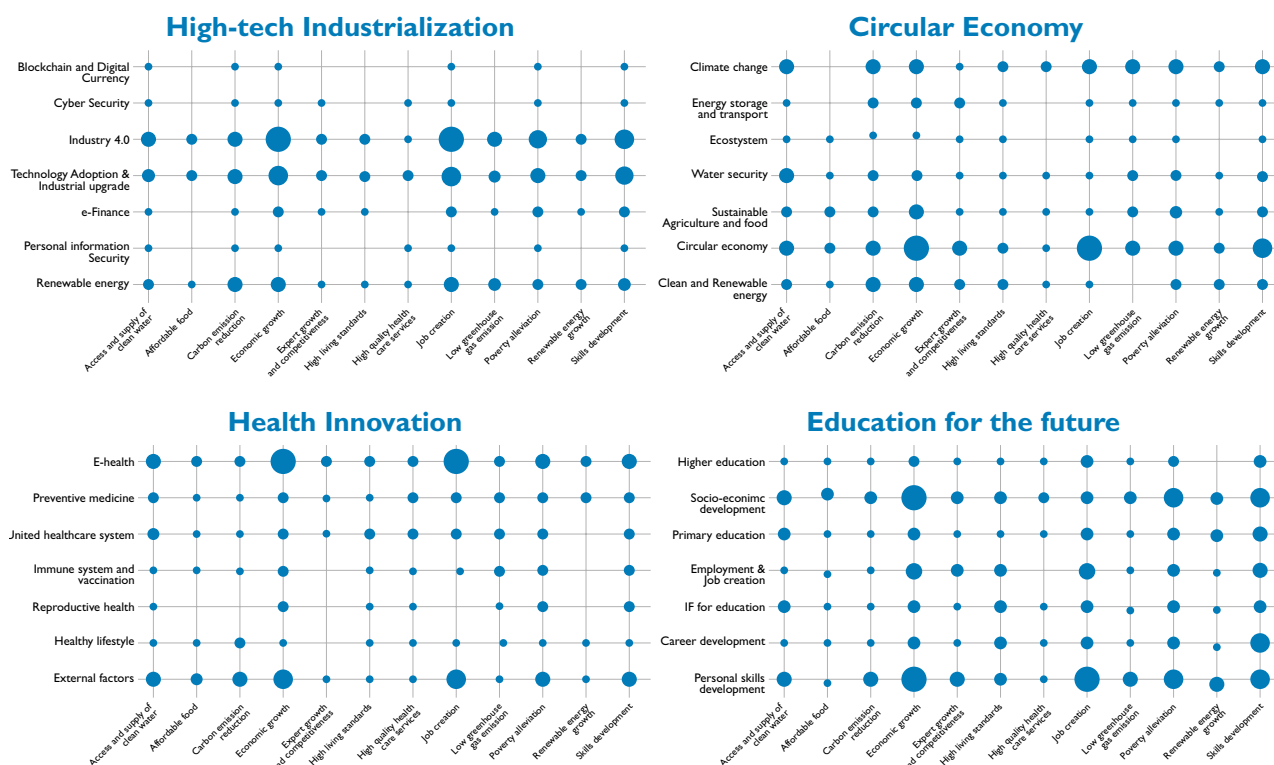 High-tech Industrialization
Blockchain and Digital
Currency
Cyber Security
Industry 4.0
Technology Adoption &
Industrial upgrade
e-Finance
Personal information
Security
Renewable energy
Access and supply of
clean water
Affordable food
Carbon emission
reduction
Economic growth
Expert growth
and competitiveness
High living standards
High quality health
care services
Job creation
Low greenhouse
gas emission
Poverty alleviation
Renewable energy
growth
Skills development
Circular Economy
Climate change
Energy storage
and transport
Ecostystem
Water security
Sustainable
Agriculture and food
Circular economy
Clean and Renewable
energy
Access and supply of
clean water
Affordable food
Carbon emission
reduction
Economic growth
Expert growth
and competitiveness
High living standards
High quality health
care services
Job creation
Low greenhouse
gas emission
Poverty alleviation
Renewable energy
growth
Skills development
Health Innovation
E-health
Preventive medicine
United healthcare system
Immune system and
vaccination
Reproductive health
Healthy lifestyle
External factors
Access and supply of
clean water
Affordable food
Carbon emission
reduction
Economic growth
Expert growth
and competitiveness
High living standards
High quality health
care services
Job creation
Low greenhouse
gas emission
Poverty alleviation
Renewable energy
growth
Skills development
Education for the future
Higher education
Socio-econimc
development
Primary education
Employment &
Job creation
IF for education
Career development
Personal skills
development
Access and supply of
clean water
Affordable food
Carbon emission
reduction
Economic growth
Expert growth
and competitiveness
High living standards
High quality health
care services
Job creation
Low greenhouse
gas emission
Poverty alleviation
Renewable energy
growth
Skills development